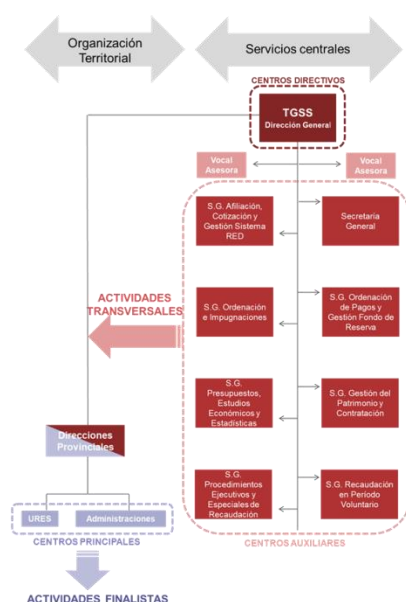 Organización
Territorial
Servicios centrales
CENTROS DIRECTIVOS
TGSS
Dirección General
Vocal
Asesora
Vocal
Asesora
S.G. Afiliación,
Cotización y
Gestión Sistema
RED
Secretaría
General
ACTIVIDADES
TRANSVERSALES
S.G. Ordenación
e Impugnaciones
S.G. Ordenación
de Pagos y
Gestión Fondo de
Reserva
S.G.
Presupuestos,
Estudios
Económicos y
Estadísticas
S.G. Gestión del
Patrimonio y
Contratación
Direcciones
Provinciales
S.G.
Procedimientos
Ejecutivos y
Especiales de
Recaudación
S.G. Recaudación
en Período
Voluntario
URES
Administraciones
CENTROS PRINCIPALES
CENTROS AUXILIARES
ACTIVIDADES FINALISTAS